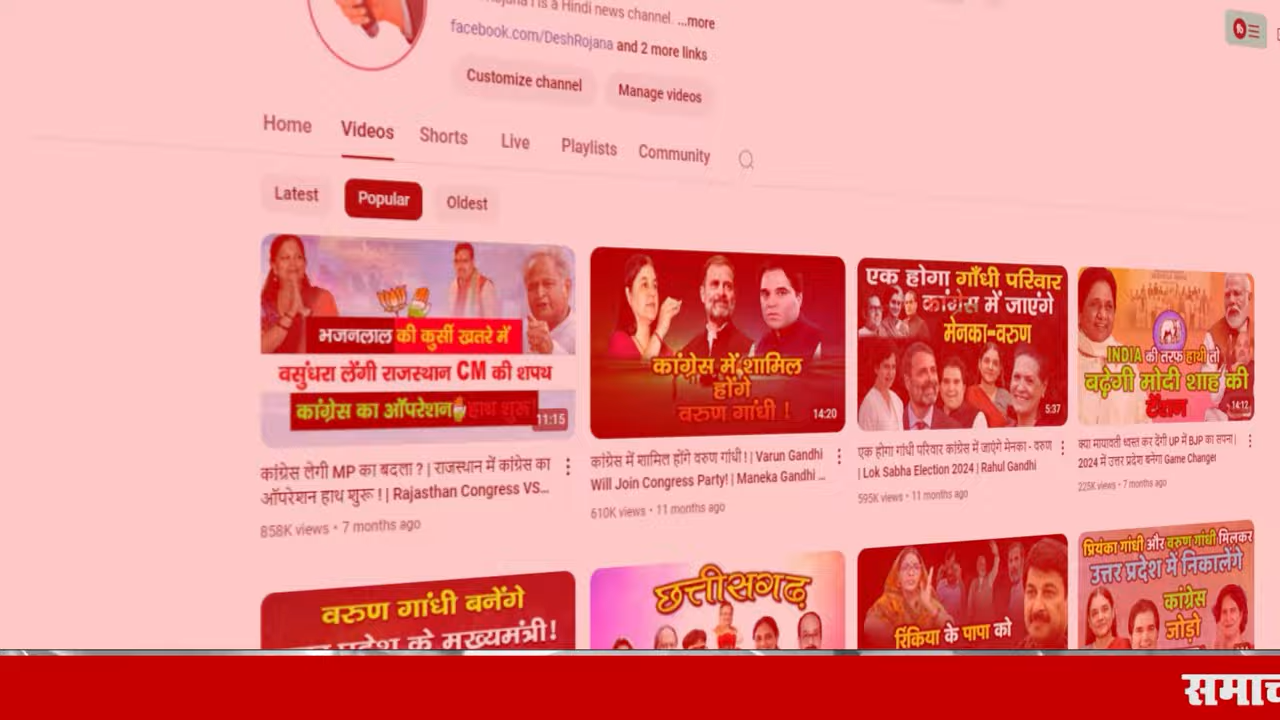 is a Hindi news channel. ...more
facebook.com/DeshRojana and 2 more links
Customize channel
Manage videos
Home
Videos
Shorts
Live
Playlists
Community
Latest
Popular
Oldest
भजनलाल की कुर्सी खतरे में
वसुंधरा लेंगी राजस्थान CM की शपथ
कांग्रेस का ऑपरेशन हाथ शुरू
11:15
कांग्रेस लेगी MP का बदला ? | राजस्थान में कांग्रेस का
ऑपरेशन हाथ शुरू ! | Rajasthan Congress VS...
858K views • 7 months ago
कांग्रेस में शामिल
होंगे
वरुण गांधी !
14:20
कांग्रेस में शामिल होंगे वरुण गांधी ! | Varun Gandhi
Will Join Congress Party! | Maneka Gandhi ...
610K views • 11 months ago
एक होगा गाँधी परिवार
कांग्रेस में जाएंगे
मेनका-वरुण
5:37
एक होगा गांधी परिवार कांग्रेस में जाएंगे मेनका - वरुण
| Lok Sabha Election 2024 | Rahul Gandhi
595K views • 11 months ago
INDIA की तरफ हाथी तो
बढ़ेगी मोदी शाह की
टेंशन
14:12
क्या मायावती ध्वस्त कर देंगी UP में BJP का सपना |
2024 में उत्तर प्रदेश बनेगा Game Changer
225K views • 7 months ago
वरुण गांधी बनेंगे
प्रदेश के मुख्यमंत्री!
छत्तीसगढ़
रिंकिया के पापा को
प्रियंका गांधी और वरुण गांधी मिलकर
उत्तर प्रदेश में निकालेंगे
कांग्रेस
जोड़ो
समाच